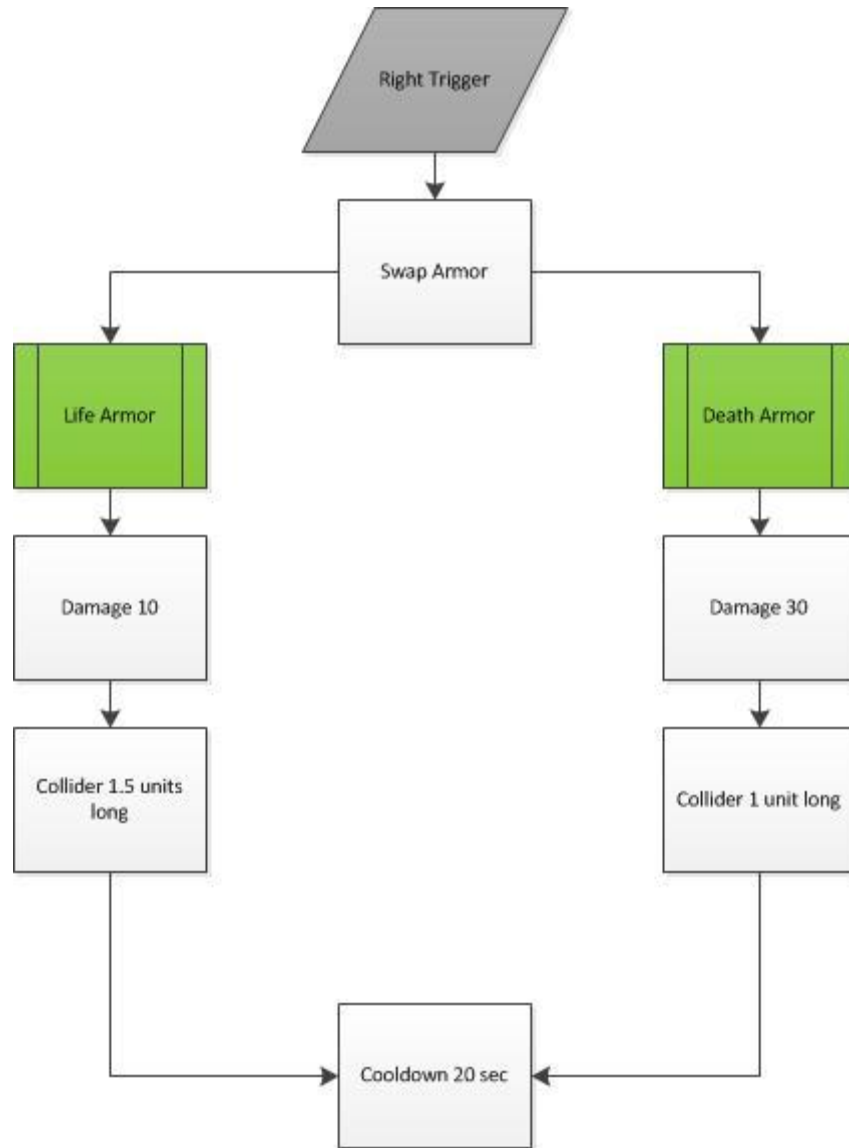 Right Trigger
Swap Armor
Life Armor
Death Armor
Damage 10
Damage 30
Collider 1.5 units
long
Collider 1 unit long
Cooldown 20 sec